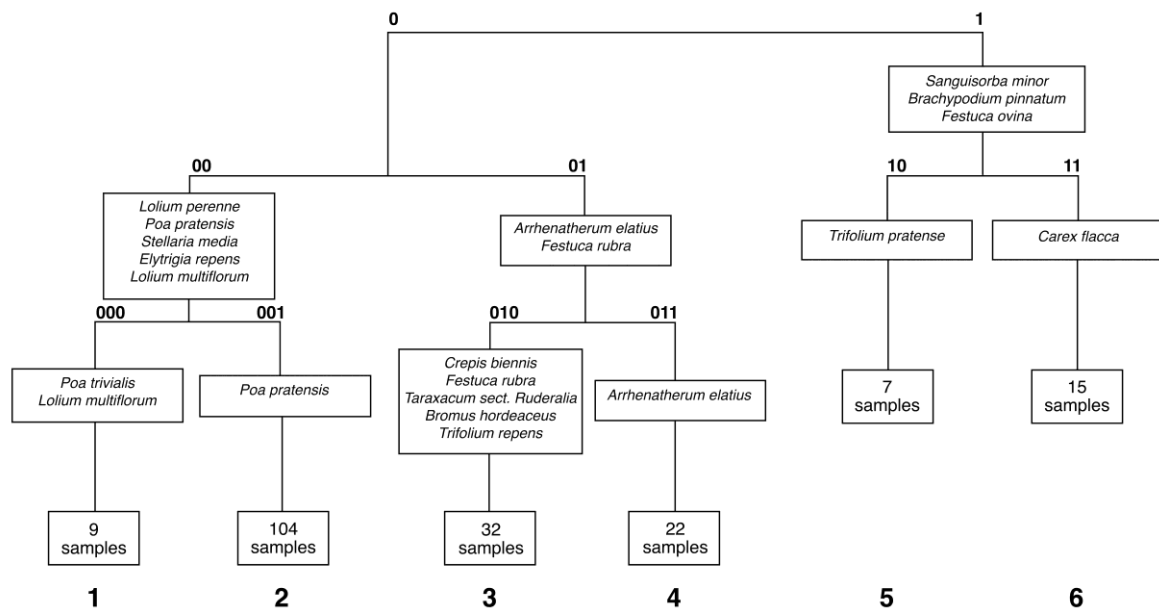 0
1
Sanguisorba minor
Brachypodium pinnatum
Festuca ovina
00
01
10
11
Lolium perenne
Poa pratensis
Stellaria media
Elytrigia repens
Lolium multiflorum
Arrhenatherum elatius
Festuca rubra
Trifolium pratense
Carex flacca
000
001
010
011
Poa trivialis
Lolium multiflorum
Poa pratensis
Crepis biennis
Festuca rubra
Taraxacum sect. Ruderalia
Bromus hordeaceus
Trifolium repens
Arrhenatherum elatius
7
samples
15
samples
9
samples
104
samples
32
samples
22
samples
1
2
3
4
5
6